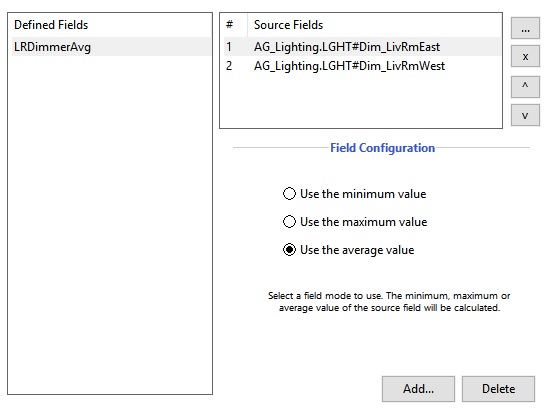 Defined Fields
LRDimmerAvg
# Source Fields
1 AG_Lighting.LGHT#Dim_LivRmEast
2 AG_Lighting.LGHT#Dim_LivRmWest
...
x
^
v
Field Configuration
Use the minimum value
Use the maximum value
Use the average value
Select a field mode to use. The minimum, maximum or
average value of the source field will be calculated.
Add...
Delete